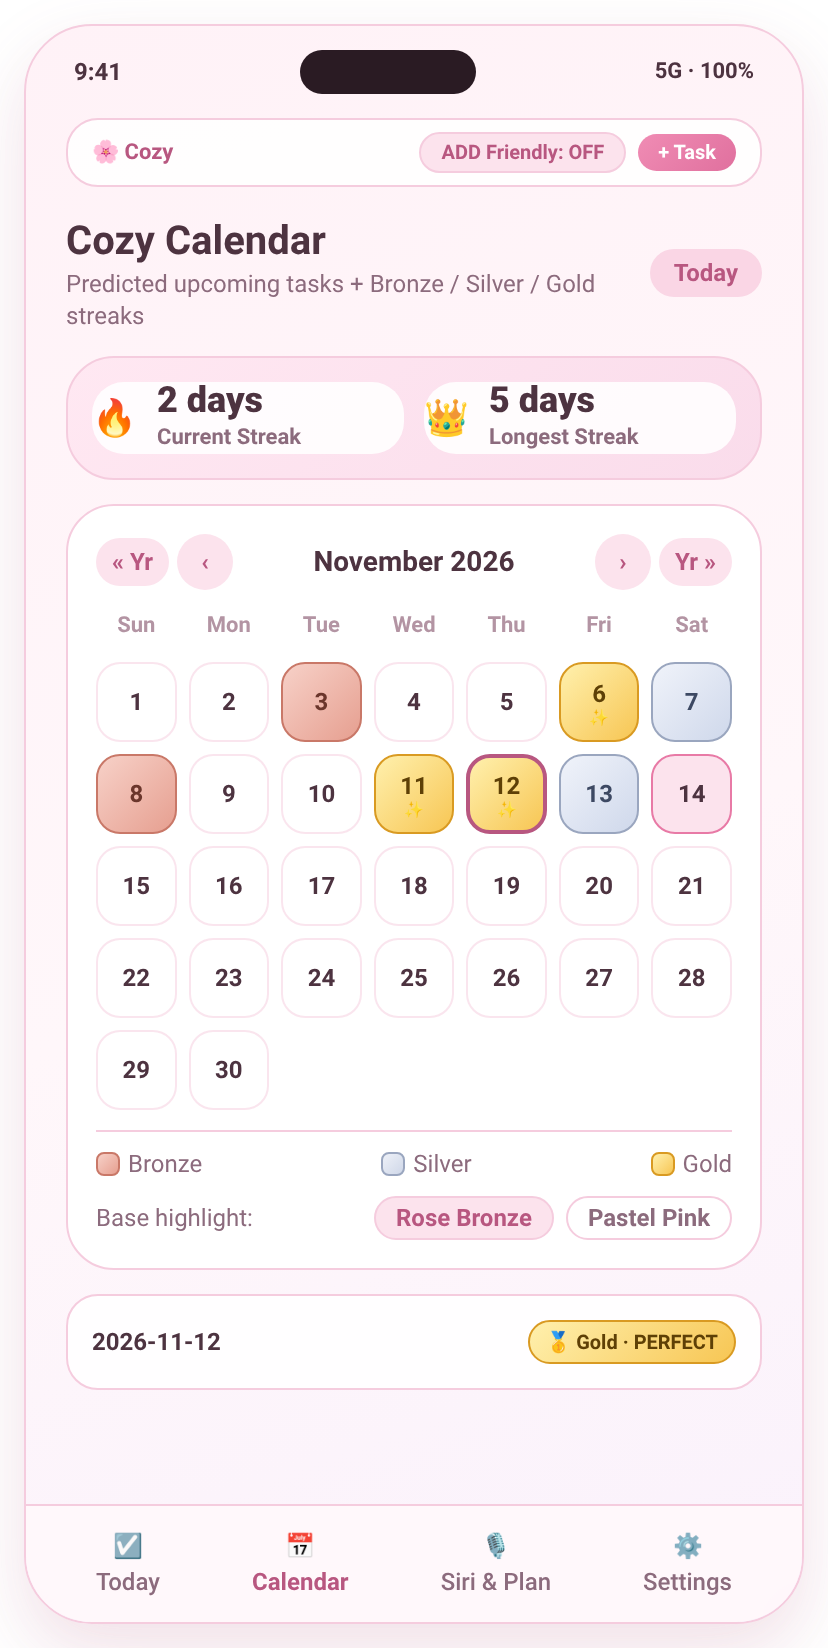 9:41
5G · 100%
🌸 Cozy
ADD Friendly: OFF
+ Task
Cozy Calendar
Predicted upcoming tasks + Bronze / Silver / Gold
streaks
Today
🔥 2 days
Current Streak
👑 5 days
Longest Streak
« Yr ‹ November 2026 › Yr »
Sun Mon Tue Wed Thu Fri Sat
1 2 3 4 5 6 7
8 9 10 11 12 13 14
15 16 17 18 19 20 21
22 23 24 25 26 27 28
29 30
Bronze Silver Gold
Base highlight: Rose Bronze Pastel Pink
2026-11-12 🥇 Gold · PERFECT
Today Calendar Siri & Plan Settings